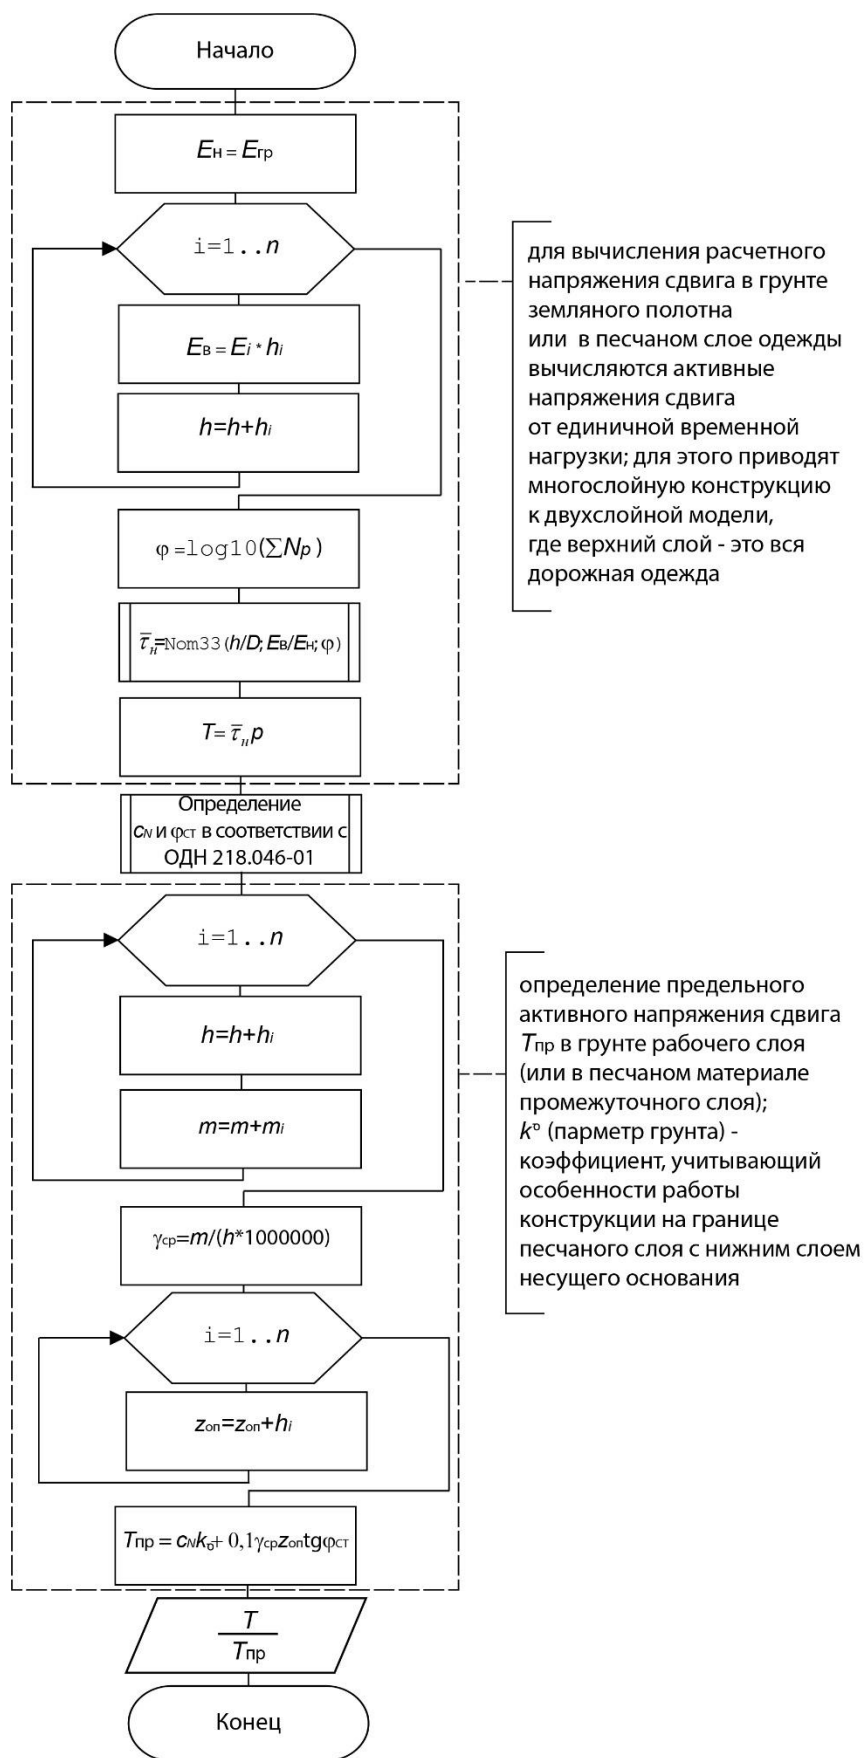 Начало
Eн = Eгр
i=1..n
Eв = Ei * hi
h=h+hi
φ =log10(∑Np )
τ̅н=Nom33(h/D; Eв/Eн; φ)
T= τ̅н p
для вычисления расчетного
напряжения сдвига в грунте
земляного полотна
или в песчаном слое одежды
вычисляются активные
напряжения сдвига
от единичной временной
нагрузки; для этого приводят
многослойную конструкцию
к двухслойной модели,
где верхний слой - это вся
дорожная одежда
Определение
cN и φст в соответствии с
ОДН 218.046-01
i=1..n
h=h+hi
m=m+mi
γср=m/(h*1000000)
i=1..n
zоп=zоп+hi
Tпр = cNkб+ 0,1γсрzопtgφст
определение предельного
активного напряжения сдвига
Tпр в грунте рабочего слоя
(или в песчаном материале
промежуточного слоя);
k (парметр грунта) -
коэффициент, учитывающий
особенности работы
конструкции на границе
песчаного слоя с нижним слоем
несущего основания
T
Tпр
Конец